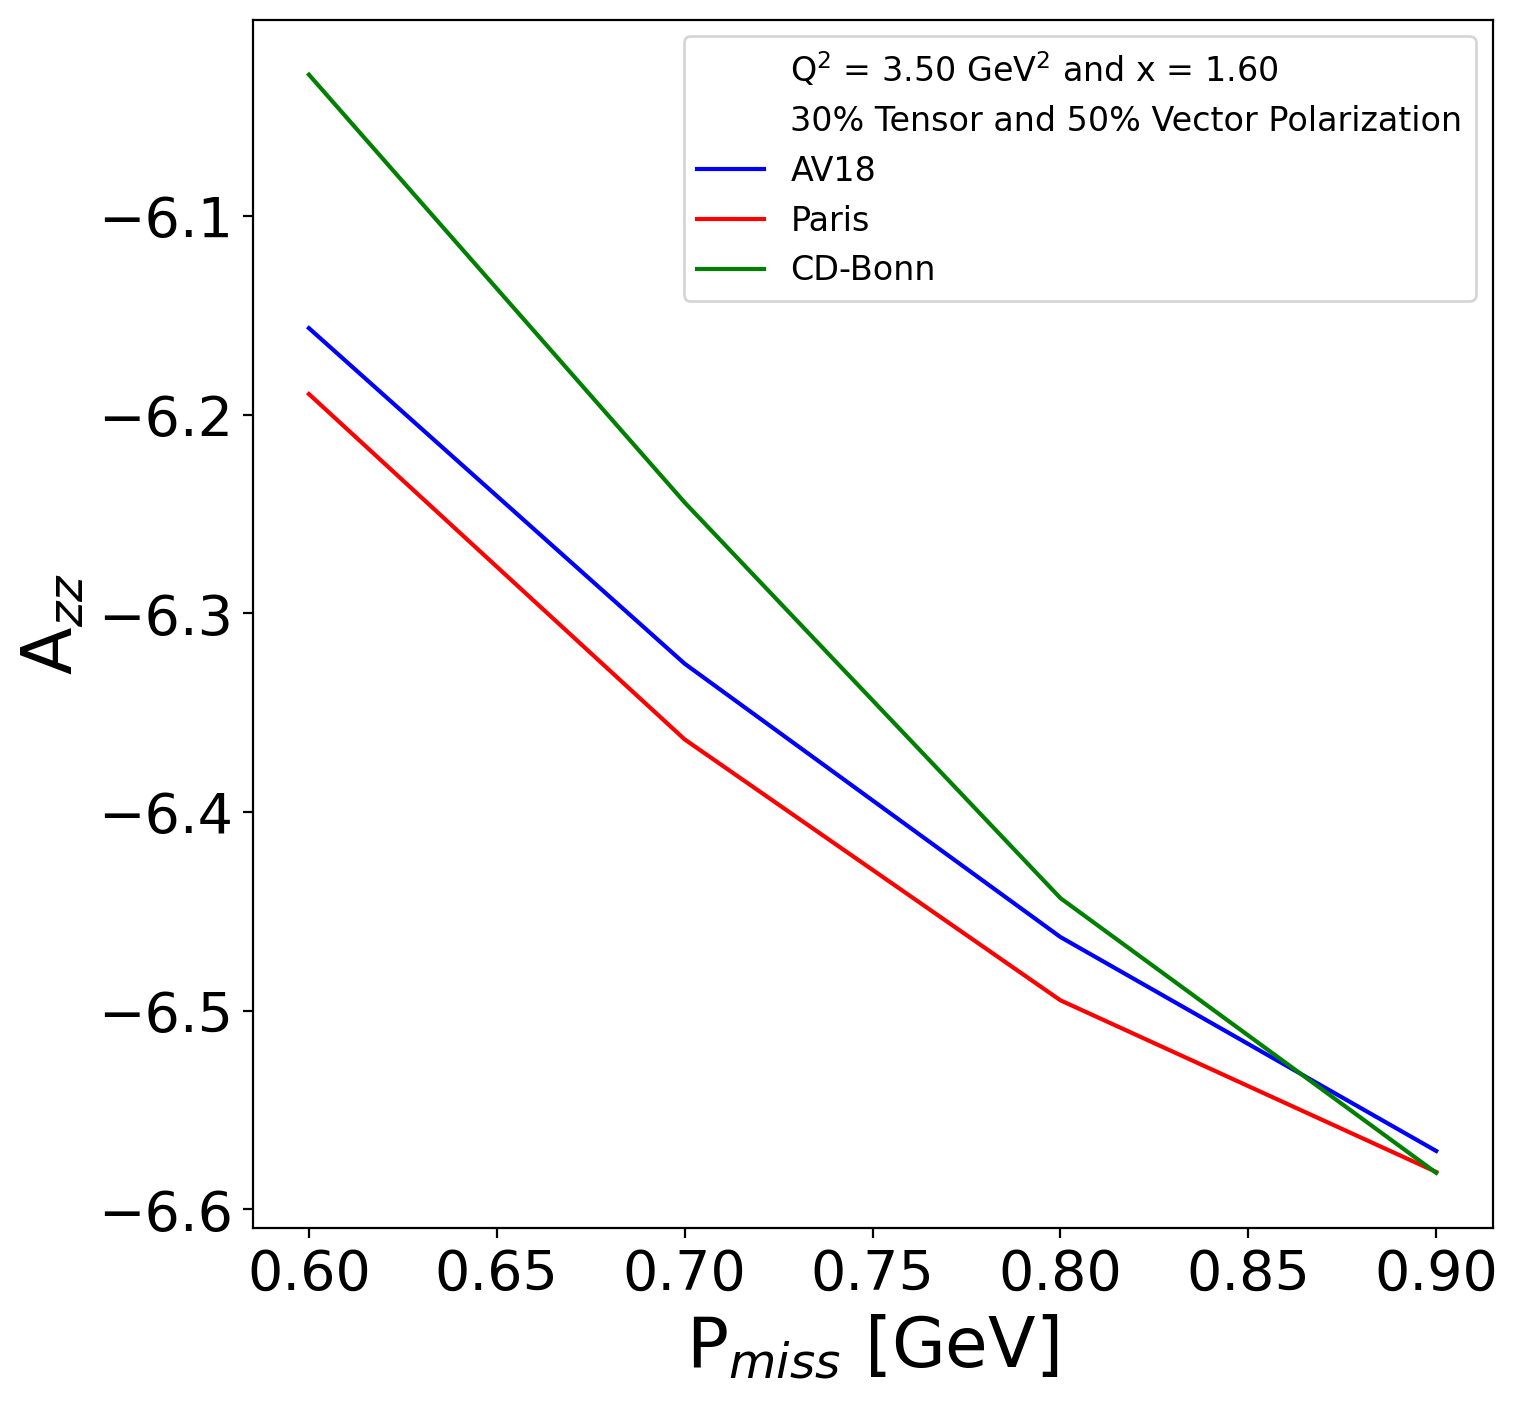 Q² = 3.50 GeV² and x = 1.60
30% Tensor and 50% Vector Polarization
AV18
Paris
CD-Bonn
A_zz
−6.1
−6.2
−6.3
−6.4
−6.5
−6.6
0.60 0.65 0.70 0.75 0.80 0.85 0.90
P_miss [GeV]